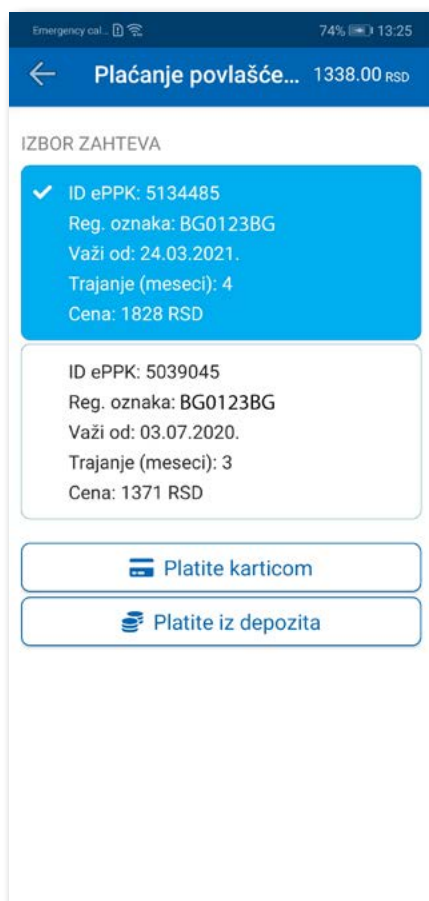 Emergency cal... 74% 13:25
Plaćanje povlašće... 1338.00 RSD
IZBOR ZAHTEVA
ID ePPK: 5134485
Reg. oznaka: BG0123BG
Važi od: 24.03.2021.
Trajanje (meseci): 4
Cena: 1828 RSD
ID ePPK: 5039045
Reg. oznaka: BG0123BG
Važi od: 03.07.2020.
Trajanje (meseci): 3
Cena: 1371 RSD
Platite karticom
Platite iz depozita